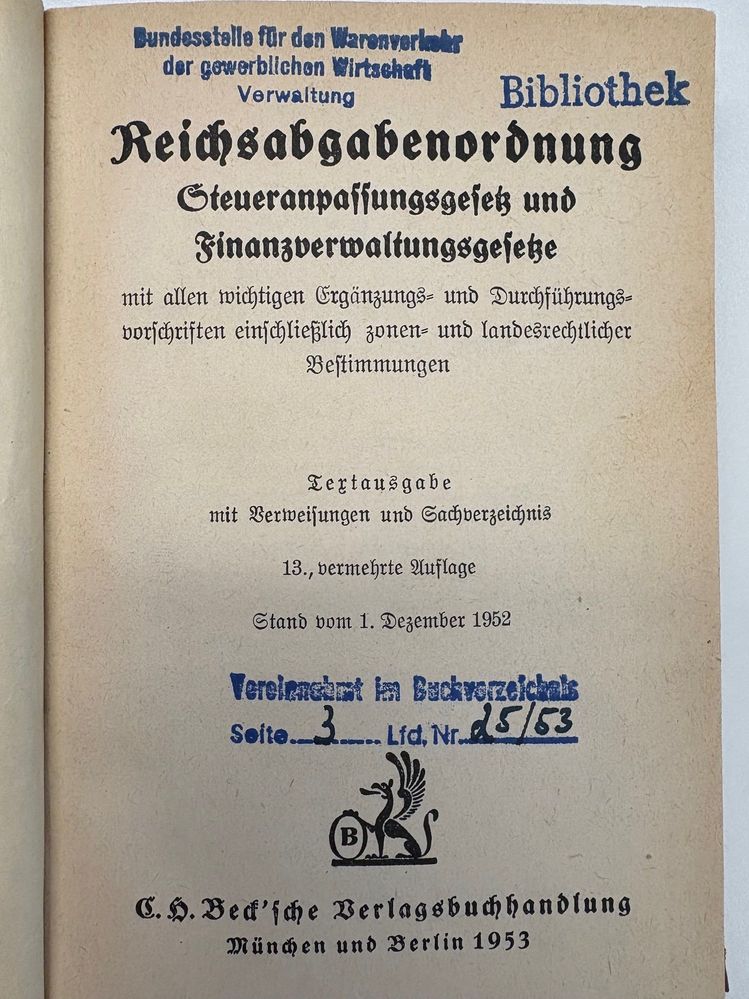 Bundesstelle für den Warenverkehr
der gewerblichen Wirtschaft
Verwaltung
Bibliothek
Reichsabgabenordnung
Steueranpassungsgesetz und
Finanzverwaltungsgesetze
mit allen wichtigen Ergänzungs- und Durchführungs-
vorschriften einschließlich zonen- und landesrechtlicher
Bestimmungen
Textausgabe
mit Verweisungen und Sachverzeichnis
13., vermehrte Auflage
Stand vom 1. Dezember 1952
Vereinnahmt im Buchverzeichnis
Seite 3 Lfd. Nr. 25/53
B
C. H. Beck'sche Verlagsbuchhandlung
München und Berlin 1953